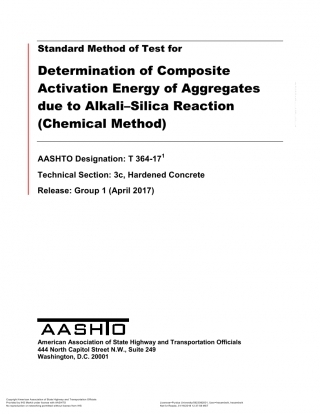 Standard Method of Test for
Determination of Composite
Activation Energy of Aggregates
due to Alkali–Silica Reaction
(Chemical Method)
AASHTO Designation: T 364-17¹
Technical Section: 3c, Hardened Concrete
Release: Group 1 (April 2017)
AASHTO
American Association of State Highway and Transportation Officials
444 North Capitol Street N.W., Suite 249
Washington, D.C. 20001